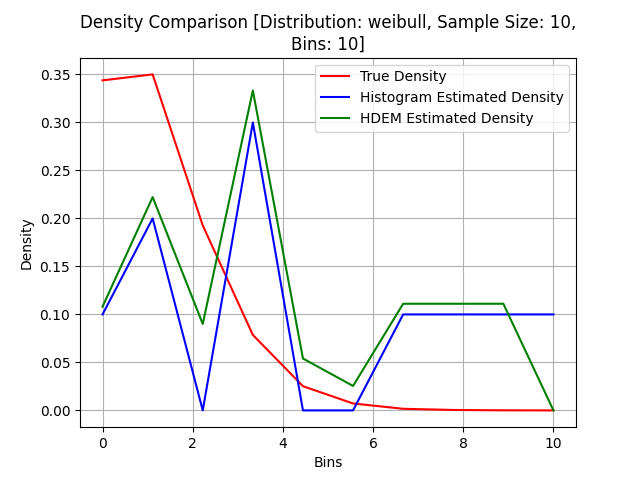 Density Comparison [Distribution: weibull, Sample Size: 10,
Bins: 10]
True Density
Histogram Estimated Density
HDEM Estimated Density
Density
0.35
0.30
0.25
0.20
0.15
0.10
0.05
0.00
0 2 4 6 8 10
Bins